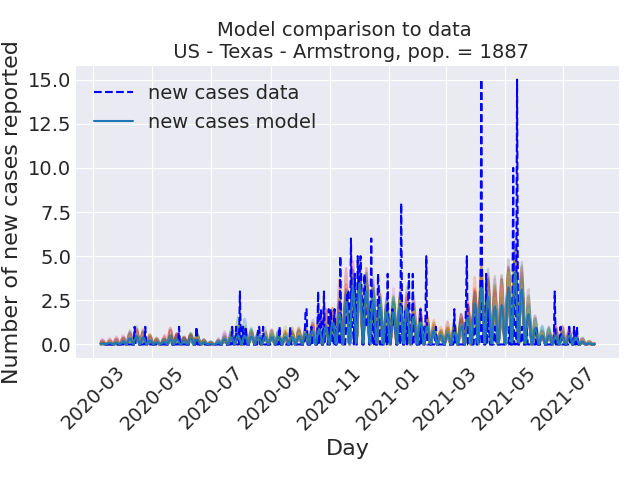 Model comparison to data
US - Texas - Armstrong, pop. = 1887
Number of new cases reported
15.0
12.5
10.0
7.5
5.0
2.5
0.0
new cases data
new cases model
2020-03
2020-05
2020-07
2020-09
2020-11
2021-01
2021-03
2021-05
2021-07
Day